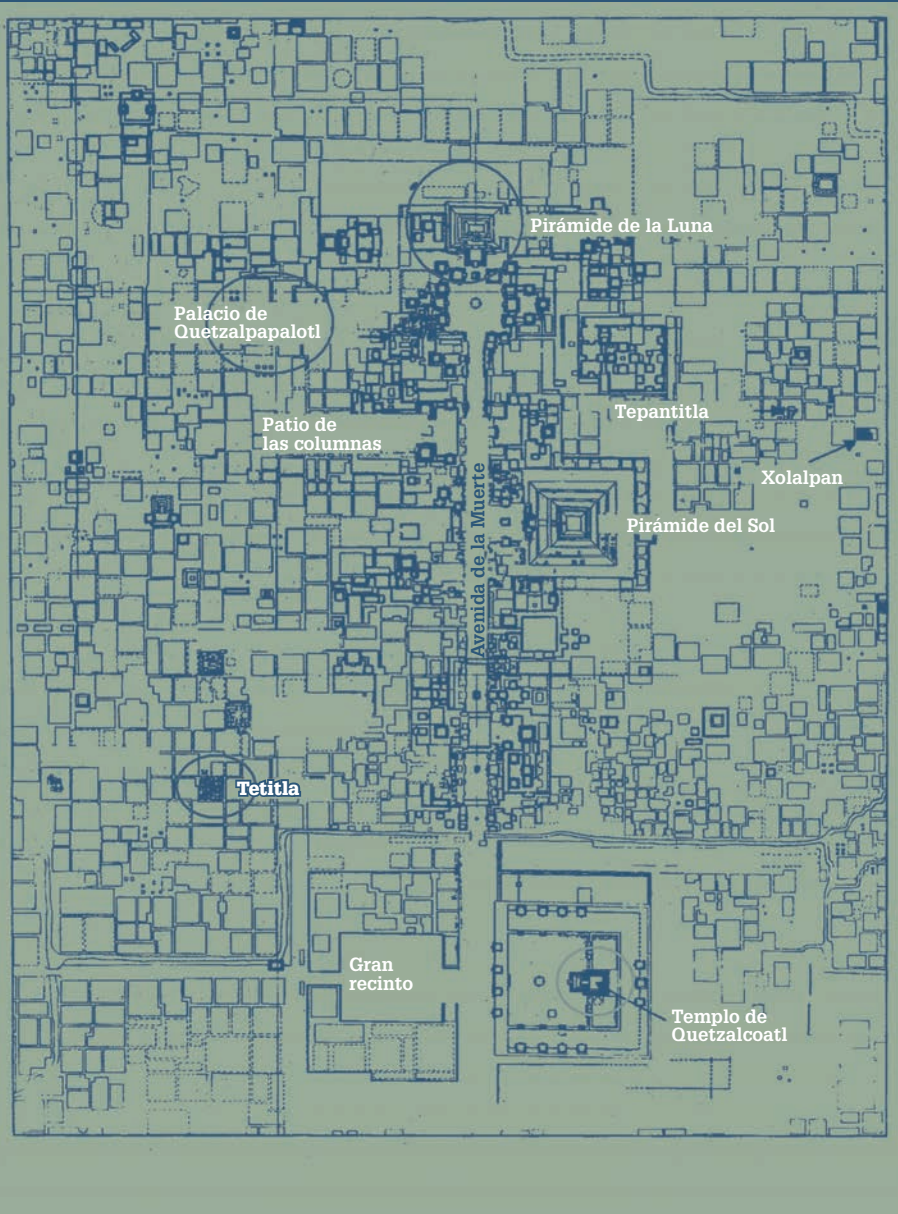 Pirámide de la Luna
Palacio de
Quetzalpapalotl
Tepantitla
Patio de
las columnas
Xolalpan
Avenida de la Muerte
Pirámide del Sol
Tetitla
Gran
recinto
Templo de
Quetzalcoatl